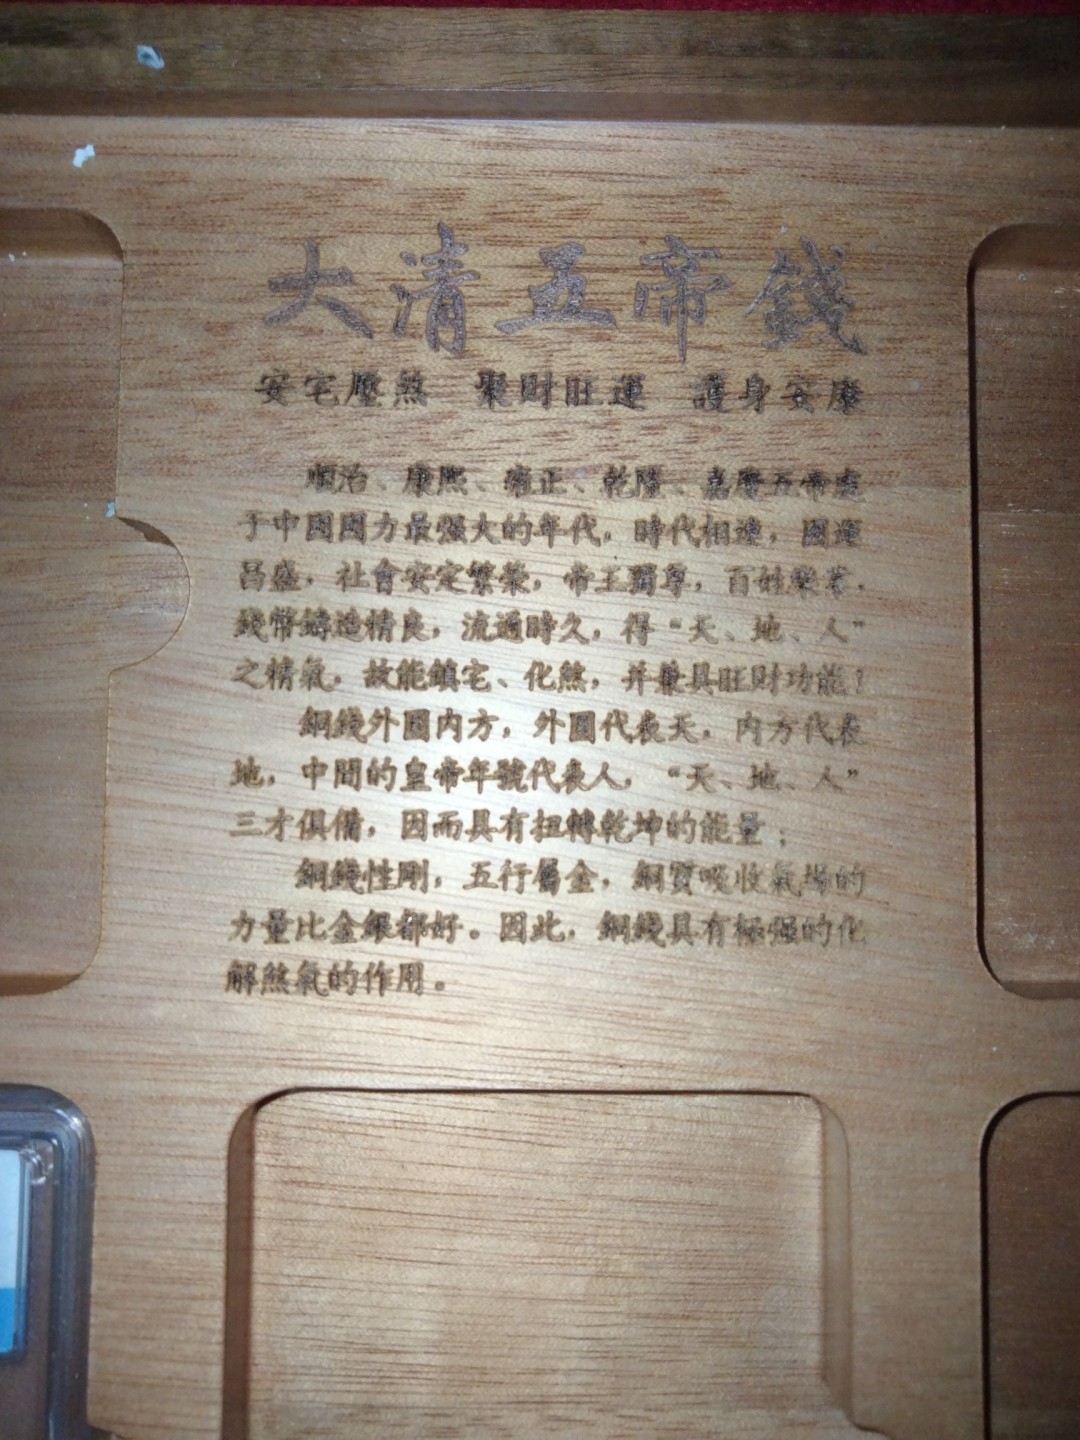 大清五帝錢
安宅壓煞 聚财旺運 護身安康
順治、康熙、雍正、乾隆、嘉慶五帝處
于中國國力最强大的年代，時代相連，國運
昌盛，社會安定繁榮，帝王獨尊，百姓樂業，
錢幣鑄造精良，流通時久，得“天、地、人”
之精氣，故能鎮宅、化煞，并兼具旺财功能！
銅錢外圓内方，外圓代表天，内方代表
地，中間的皇帝年號代表人，“天、地、人”
三才俱備，因而具有扭轉乾坤的能量；
銅錢性剛，五行屬金，銅質吸收氣場的
力量比金銀都好。因此，銅錢具有極强的化
解煞氣的作用。